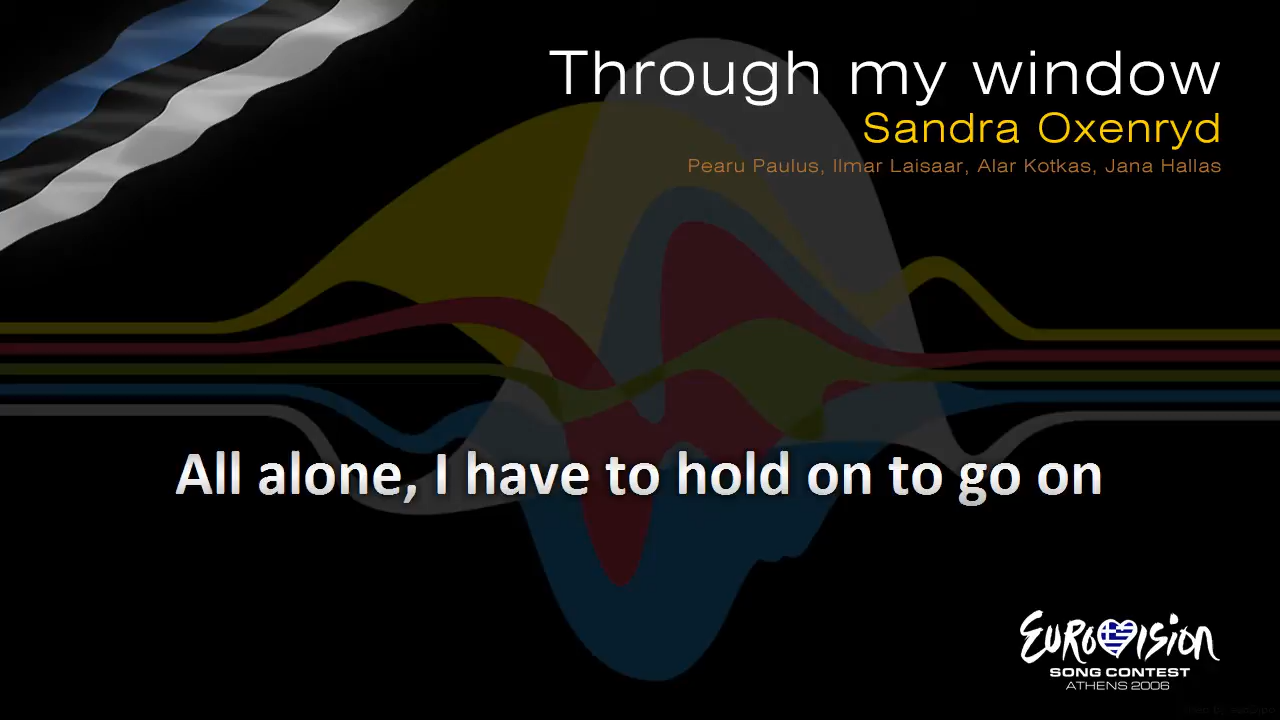 Through my window
Sandra Oxenryd
Pearu Paulus, Ilmar Laisaar, Alar Kotkas, Jana Hallas
All alone, I have to hold on to go on
EUROVISION
SONG CONTEST
ATHENS 2006